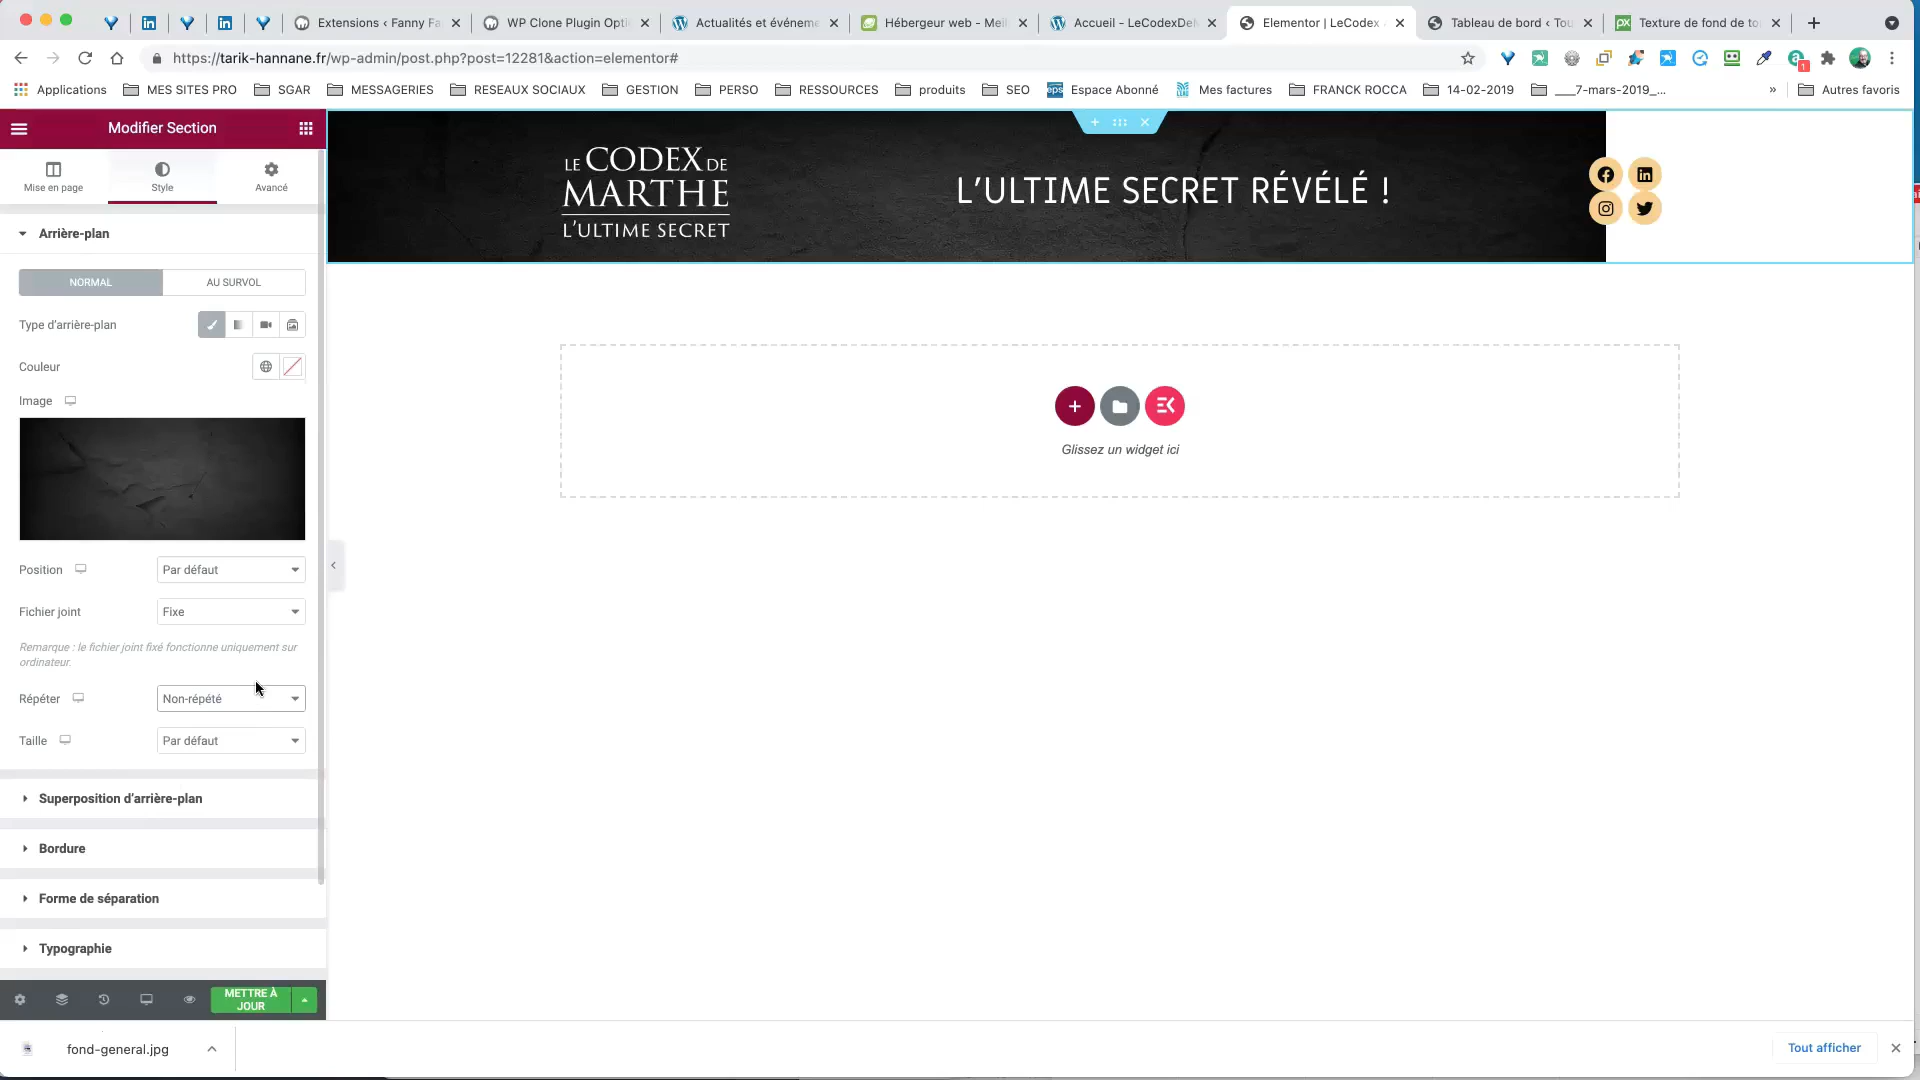 Extensions ‹ Fanny Fa
WP Clone Plugin Opti
Actualités et événeme
Hébergeur web - Meil
Accueil - LeCodexDeM
Elementor | LeCodex
Tableau de bord ‹ Tou
Texture de fond de to
https://tarik-hannane.fr/wp-admin/post.php?post=12281&action=elementor#
1
Applications
MES SITES PRO
SGAR
MESSAGERIES
RESEAUX SOCIAUX
GESTION
PERSO
RESSOURCES
produits
SEO
eps
Espace Abonné
Mes factures
FRANCK ROCCA
14-02-2019
___7-mars-2019_...
»
Autres favoris
Modifier Section
Mise en page
Style
Avancé
Arrière-plan
NORMAL
AU SURVOL
Type d'arrière-plan
Couleur
Image
Position
Par défaut
Fichier joint
Fixe
Remarque : le fichier joint fixé fonctionne uniquement sur
ordinateur.
Répéter
Non-répété
Taille
Par défaut
Superposition d'arrière-plan
Bordure
Forme de séparation
Typographie
METTRE À
JOUR
LE CODEX DE
MARTHE
L'ULTIME SECRET
L'ULTIME SECRET RÉVÉLÉ !
Glissez un widget ici
fond-general.jpg
Tout afficher